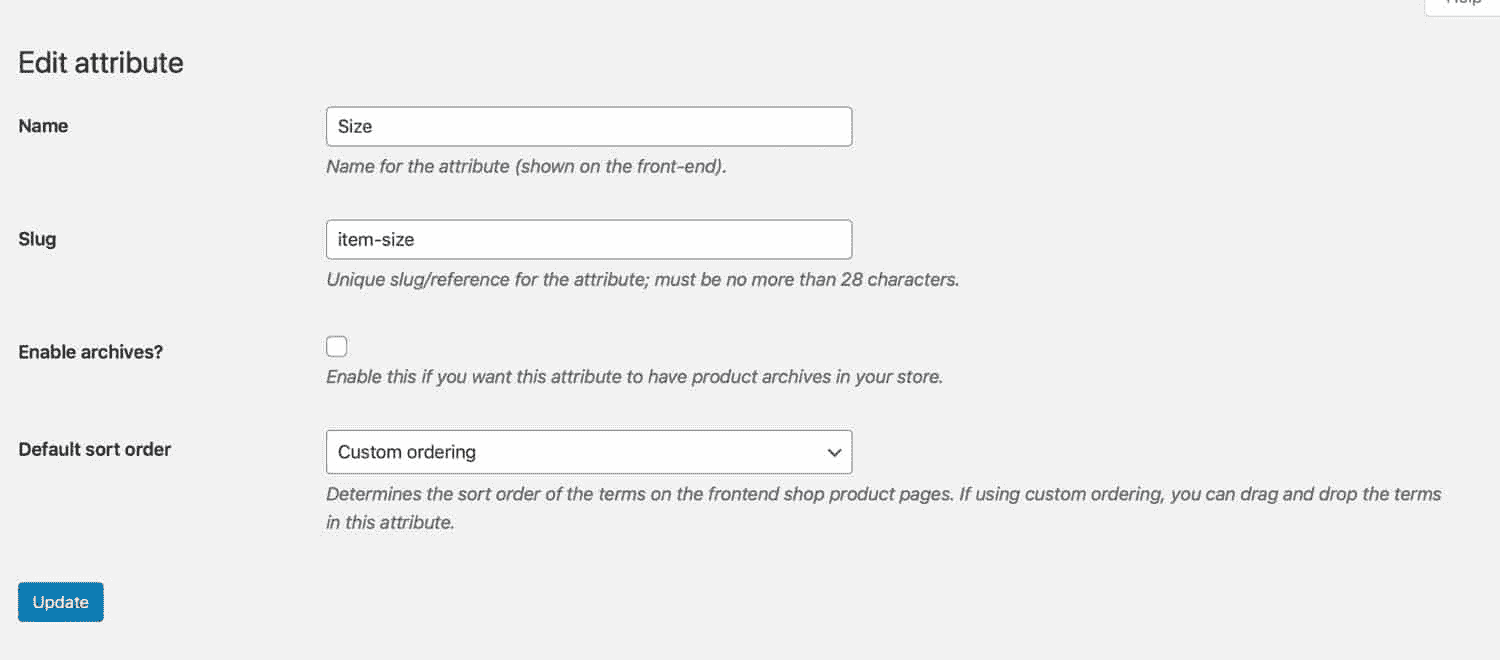 Help
Edit attribute
Name
Size
Name for the attribute (shown on the front-end).
Slug
item-size
Unique slug/reference for the attribute; must be no more than 28 characters.
Enable archives?
Enable this if you want this attribute to have product archives in your store.
Default sort order
Custom ordering
Determines the sort order of the terms on the frontend shop product pages. If using custom ordering, you can drag and drop the terms
in this attribute.
Update